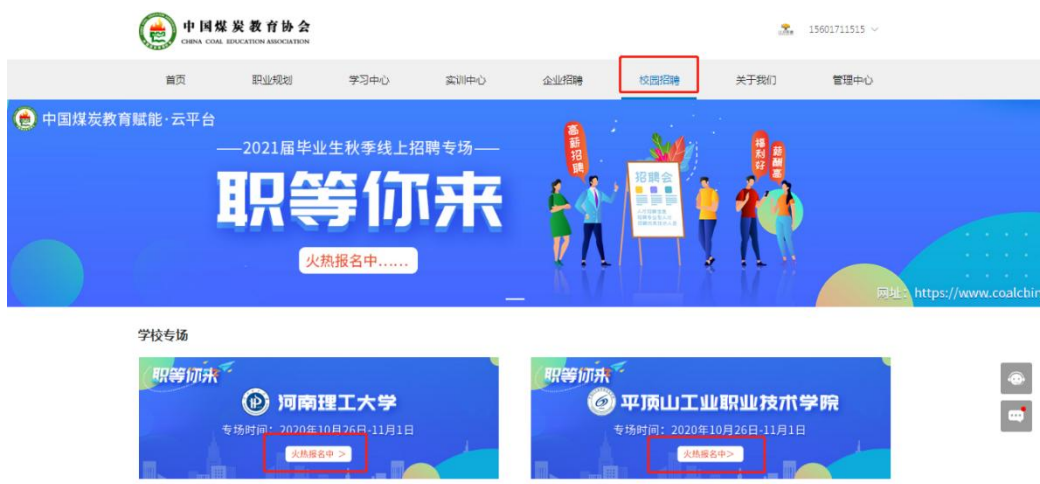 中国煤炭教育协会
CHINA COAL EDUCATION ASSOCIATION
15601711515
首页 职业规划 学习中心 实训中心 企业招聘 校园招聘 关于我们 管理中心
中国煤炭教育赋能·云平台
——2021届毕业生秋季线上招聘专场——
职等你来
火热报名中......
高薪招聘
招聘会
福利好
薪酬高
网址：https://www.coalcbin
学校专场
职等你来
河南理工大学
专场时间：2020年10月26日-11月1日
火热报名中 >
职等你来
平顶山工业职业技术学院
专场时间：2020年10月26日-11月1日
火热报名中>